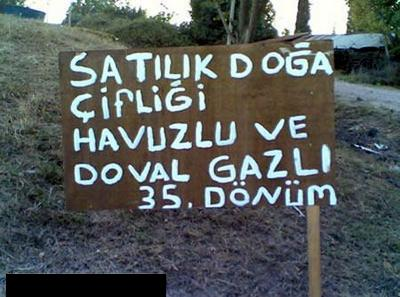 SATILIK DOĞA
ÇİFLİĞİ
HAVUZLU VE
DOVAL GAZLI
35. DÖNÜM